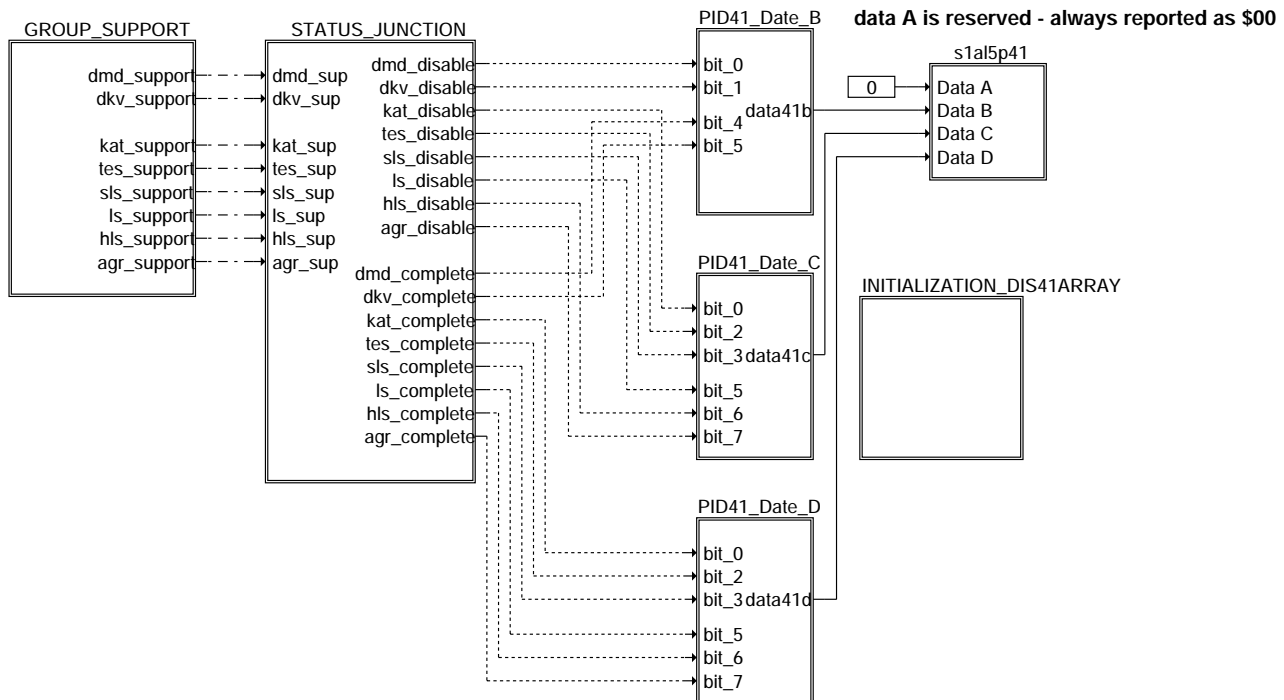 data A is reserved - always reported as $00
GROUP_SUPPORT
dmd_support
dkv_support
kat_support
tes_support
sls_support
ls_support
hls_support
agr_support
STATUS_JUNCTION
dmd_sup
dkv_sup
kat_sup
tes_sup
sls_sup
ls_sup
hls_sup
agr_sup
dmd_disable
dkv_disable
kat_disable
tes_disable
sls_disable
ls_disable
hls_disable
agr_disable
dmd_complete
dkv_complete
kat_complete
tes_complete
sls_complete
ls_complete
hls_complete
agr_complete
PID41_Date_B
bit_0
bit_1
bit_4
bit_5
data41b
PID41_Date_C
bit_0
bit_2
bit_3
bit_5
bit_6
bit_7
data41c
PID41_Date_D
bit_0
bit_2
bit_3
bit_5
bit_6
bit_7
data41d
0
s1al5p41
Data A
Data B
Data C
Data D
INITIALIZATION_DIS41ARRAY